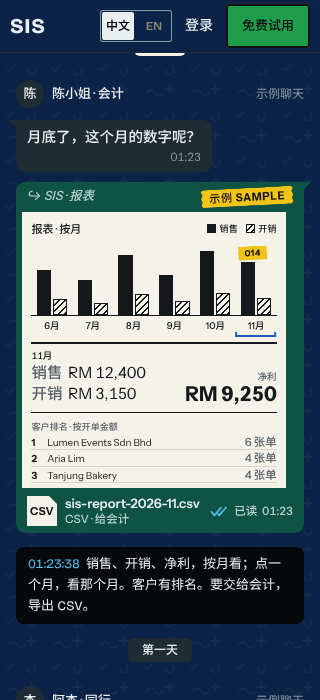 SIS 中文 EN 登录 免费试用
陈 陈小姐·会计 示例聊天
月底了，这个月的数字呢?
01:23
SIS·报表 示例 SAMPLE
报表·按月 销售 开销
014
6月 7月 8月 9月 10月 11月
11月
销售 RM 12,400 净利
开销 RM 3,150 RM 9,250
客户排名·按开单金额
1 Lumen Events Sdn Bhd 6 张单
2 Aria Lim 4 张单
3 Tanjung Bakery 4 张单
CSV sis-report-2026-11.csv
CSV·给会计 已读 01:23
01:23:38 销售、开销、净利，按月看；点一
个月，看那个月。客户有排名。要交给会计，
导出 CSV。
第一天